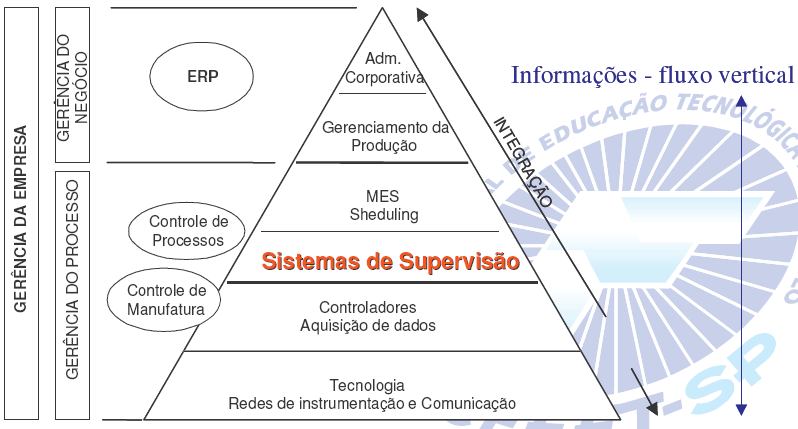 GERÊNCIA DA EMPRESA
GERÊNCIA DO
NEGÓCIO
GERÊNCIA DO PROCESSO
ERP
Controle de
Processos
Controle de
Manufatura
Adm.
Corporativa
Gerenciamento da
Produção
MES
Sheduling
Sistemas de Supervisão
Controladores
Aquisição de dados
Tecnologia
Redes de instrumentação e Comunicação
INTEGRAÇÃO
Informações - fluxo vertical
DE EDUCAÇÃO TECNOLÓGICA
-SP